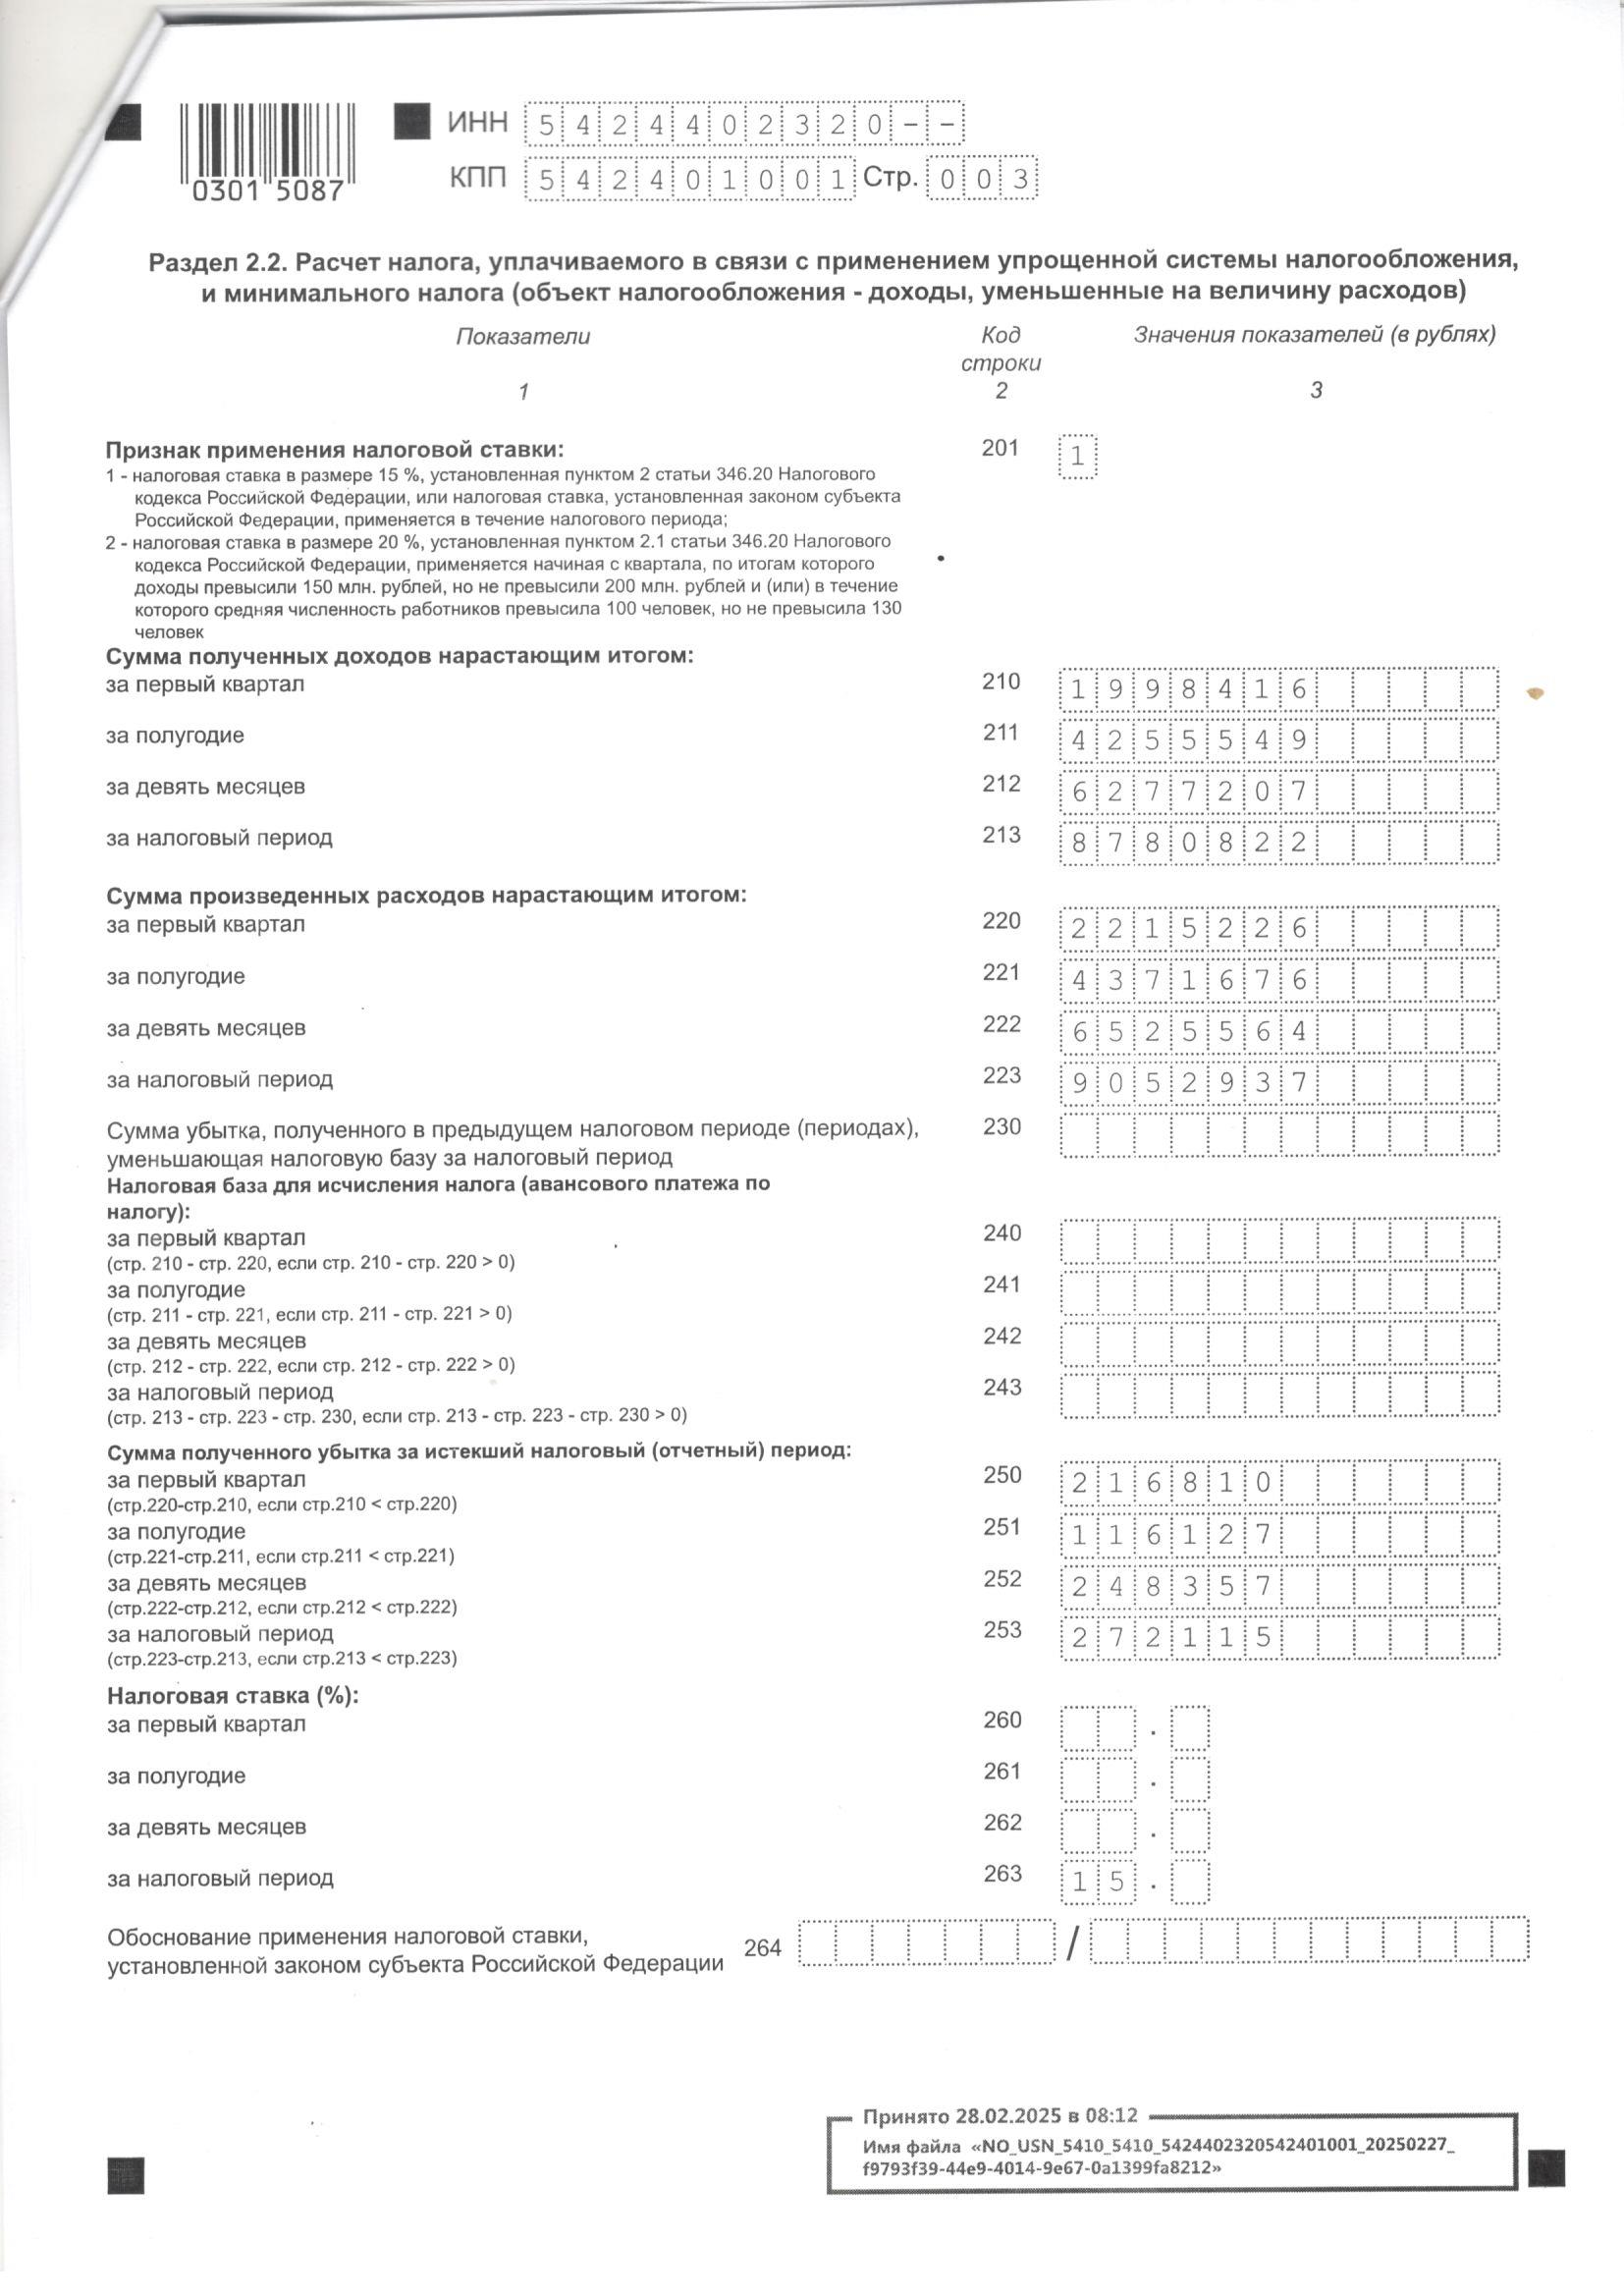 ИНН 5424402320--
0301 5087
КПП 542401001 Стр. 003
Раздел 2.2. Расчет налога, уплачиваемого в связи с применением упрощенной системы налогообложения,
и минимального налога (объект налогообложения - доходы, уменьшенные на величину расходов)
Показатели Код строки Значения показателей (в рублях)
1 2 3
Признак применения налоговой ставки: 201 1
1 - налоговая ставка в размере 15 %, установленная пунктом 2 статьи 346.20 Налогового
кодекса Российской Федерации, или налоговая ставка, установленная законом субъекта
Российской Федерации, применяется в течение налогового периода;
2 - налоговая ставка в размере 20 %, установленная пунктом 2.1 статьи 346.20 Налогового
кодекса Российской Федерации, применяется начиная с квартала, по итогам которого
доходы превысили 150 млн. рублей, но не превысили 200 млн. рублей и (или) в течение
которого средняя численность работников превысила 100 человек, но не превысила 130
человек
Сумма полученных доходов нарастающим итогом:
за первый квартал 210 1998416
за полугодие 211 4255549
за девять месяцев 212 6277207
за налоговый период 213 8780822
Сумма произведенных расходов нарастающим итогом:
за первый квартал 220 2215226
за полугодие 221 4371676
за девять месяцев 222 6525564
за налоговый период 223 9052937
Сумма убытка, полученного в предыдущем налоговом периоде (периодах), 230
уменьшающая налоговую базу за налоговый период
Налоговая база для исчисления налога (авансового платежа по
налогу):
за первый квартал 240
(стр. 210 - стр. 220, если стр. 210 - стр. 220 > 0)
за полугодие 241
(стр. 211 - стр. 221, если стр. 211 - стр. 221 > 0)
за девять месяцев 242
(стр. 212 - стр. 222, если стр. 212 - стр. 222 > 0)
за налоговый период 243
(стр. 213 - стр. 223 - стр. 230, если стр. 213 - стр. 223 - стр. 230 > 0)
Сумма полученного убытка за истекший налоговый (отчетный) период:
за первый квартал 250 216810
(стр.220-стр.210, если стр.210 < стр.220)
за полугодие 251 116127
(стр.221-стр.211, если стр.211 < стр.221)
за девять месяцев 252 248357
(стр.222-стр.212, если стр.212 < стр.222)
за налоговый период 253 272115
(стр.223-стр.213, если стр.213 < стр.223)
Налоговая ставка (%):
за первый квартал 260 .
за полугодие 261 .
за девять месяцев 262 .
за налоговый период 263 15.
Обоснование применения налоговой ставки,
установленной законом субъекта Российской Федерации 264 /
Принято 28.02.2025 в 08:12
Имя файла «NO_USN_5410_5410_5424402320542401001_20250227_
f9793f39-44e9-4014-9e67-0a1399fa8212»